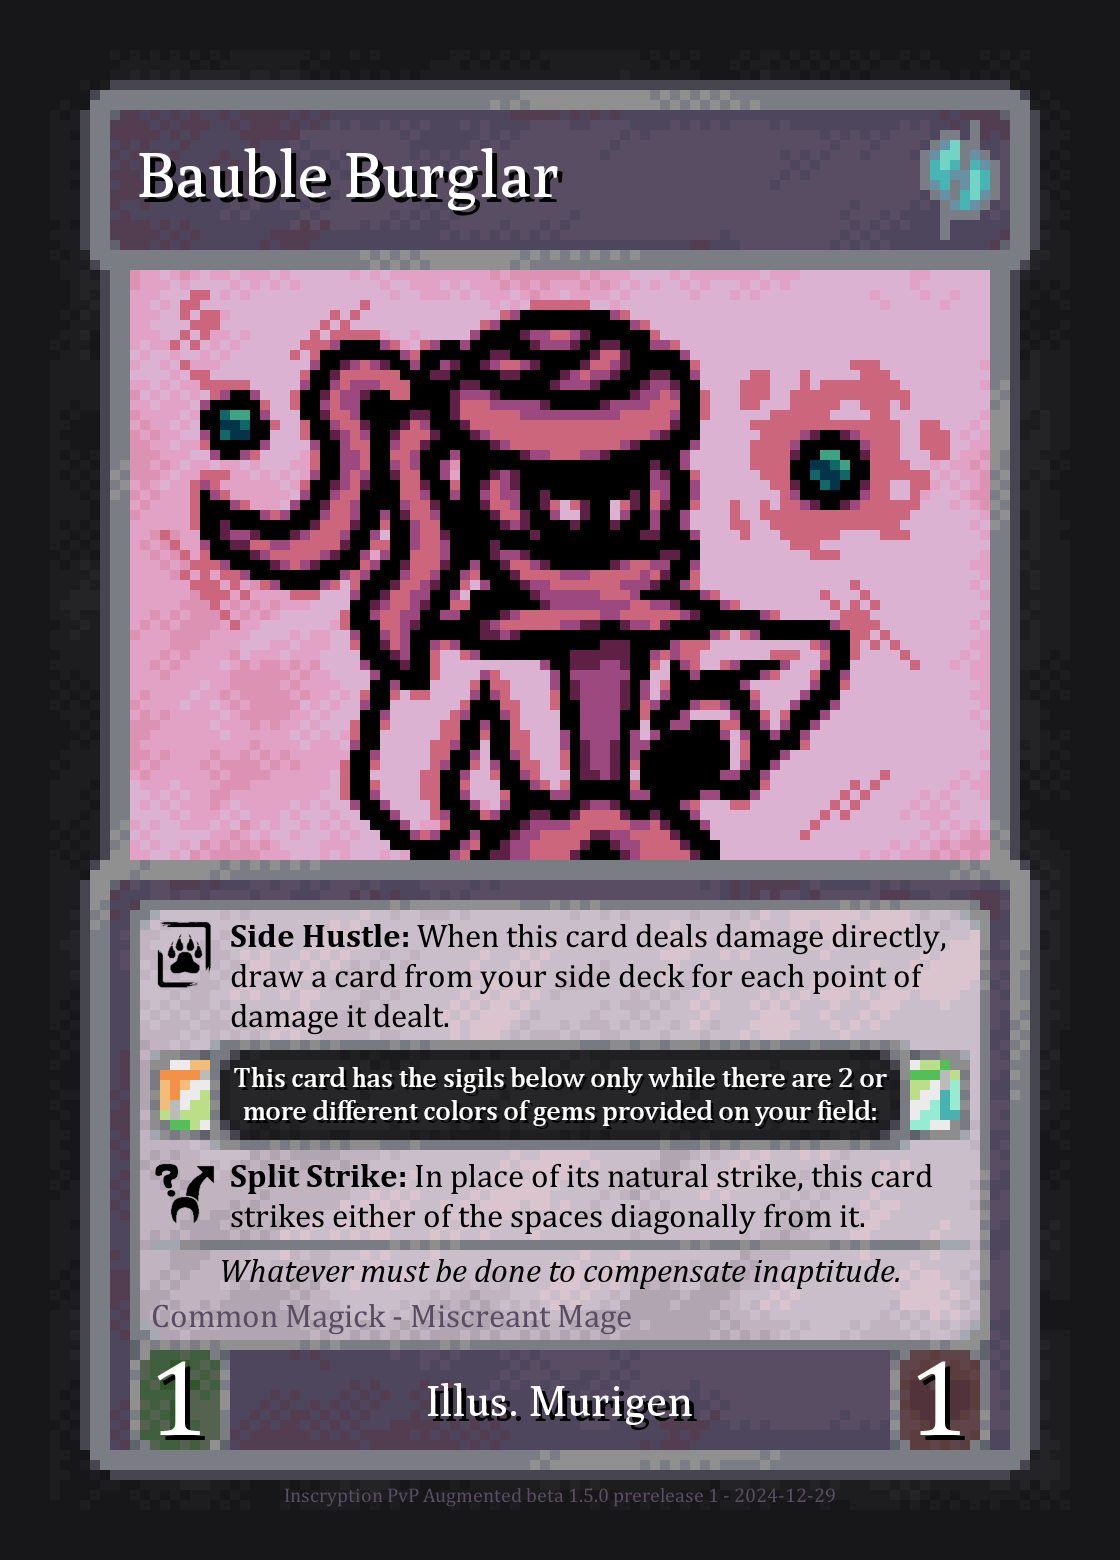 Bauble Burglar
Side Hustle: When this card deals damage directly,
draw a card from your side deck for each point of
damage it dealt.
This card has the sigils below only while there are 2 or
more different colors of gems provided on your field:
Split Strike: In place of its natural strike, this card
strikes either of the spaces diagonally from it.
Whatever must be done to compensate inaptitude.
Common Magick - Miscreant Mage
1
Illus. Murigen
1
Inscryption PvP Augmented beta 1.5.0 prerelease 1 - 2024-12-29